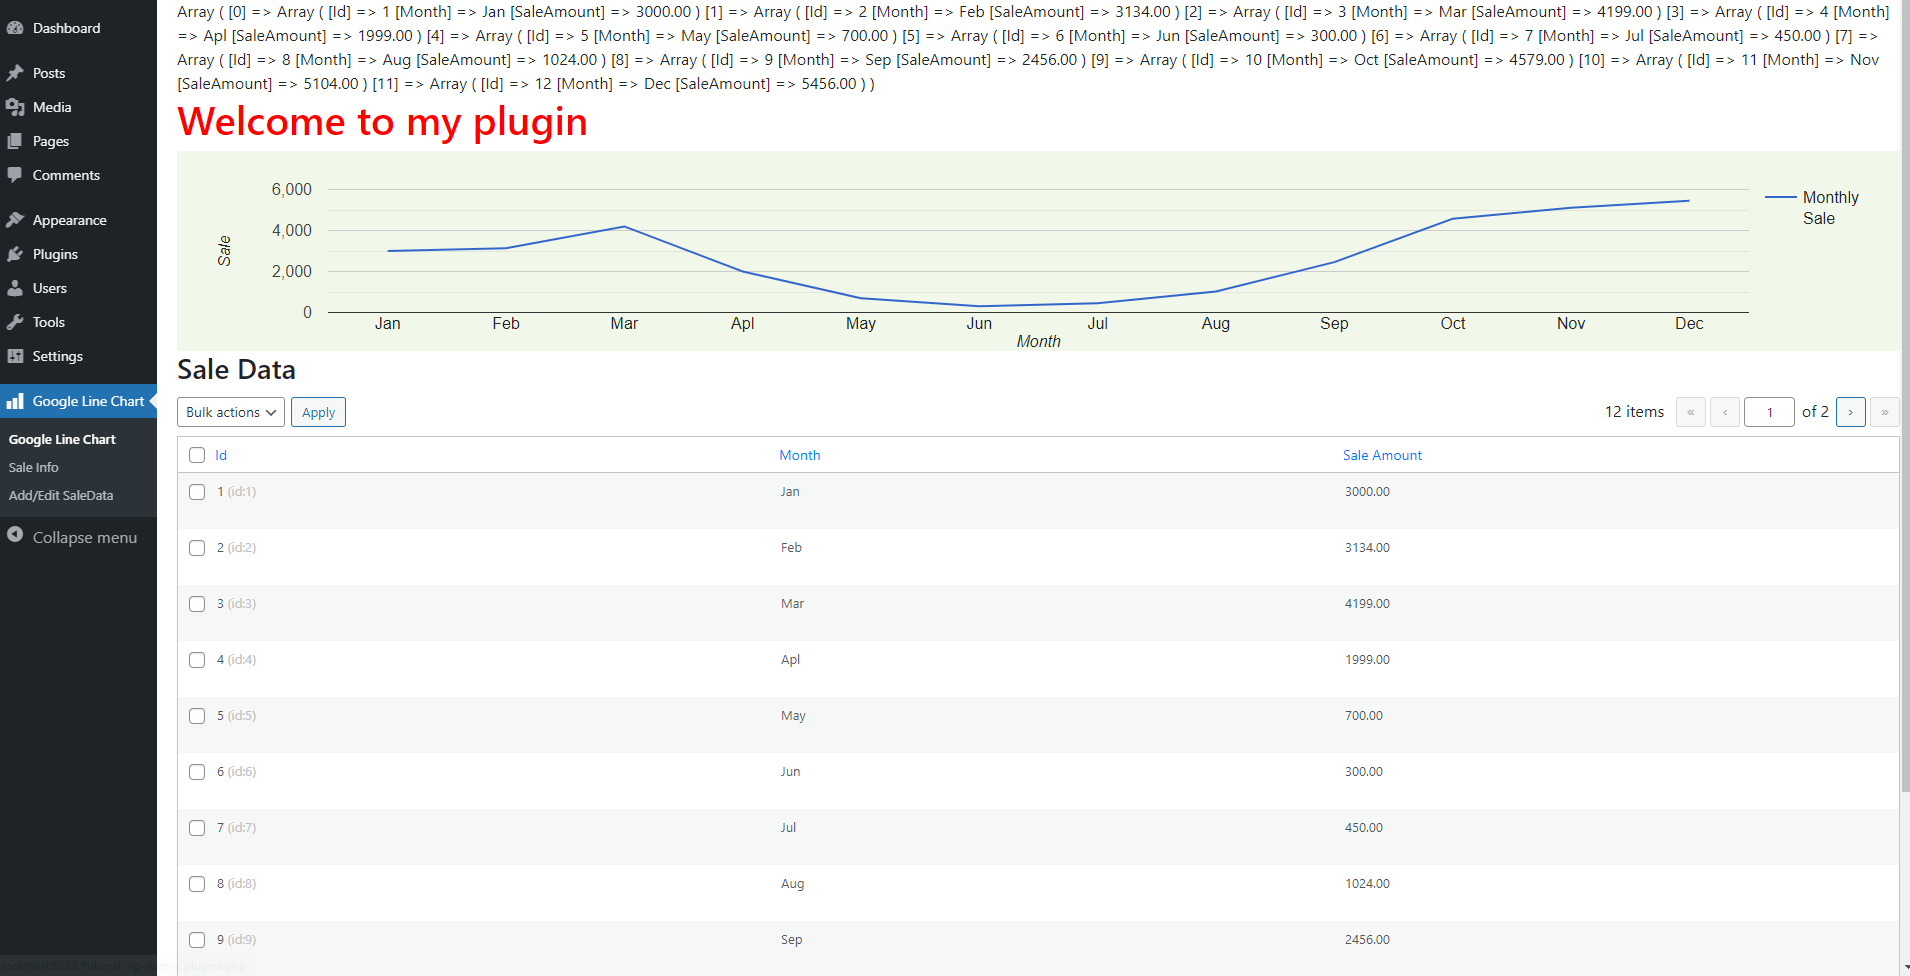 Dashboard
Posts
Media
Pages
Comments
Appearance
Plugins
Users
Tools
Settings
Google Line Chart
Google Line Chart
Sale Info
Add/Edit SaleData
Collapse menu
Array ( [0] => Array ( [Id] => 1 [Month] => Jan [SaleAmount] => 3000.00 ) [1] => Array ( [Id] => 2 [Month] => Feb [SaleAmount] => 3134.00 ) [2] => Array ( [Id] => 3 [Month] => Mar [SaleAmount] => 4199.00 ) [3] => Array ( [Id] => 4 [Month]
=> Apl [SaleAmount] => 1999.00 ) [4] => Array ( [Id] => 5 [Month] => May [SaleAmount] => 700.00 ) [5] => Array ( [Id] => 6 [Month] => Jun [SaleAmount] => 300.00 ) [6] => Array ( [Id] => 7 [Month] => Jul [SaleAmount] => 450.00 ) [7] =>
Array ( [Id] => 8 [Month] => Aug [SaleAmount] => 1024.00 ) [8] => Array ( [Id] => 9 [Month] => Sep [SaleAmount] => 2456.00 ) [9] => Array ( [Id] => 10 [Month] => Oct [SaleAmount] => 4579.00 ) [10] => Array ( [Id] => 11 [Month] => Nov
[SaleAmount] => 5104.00 ) [11] => Array ( [Id] => 12 [Month] => Dec [SaleAmount] => 5456.00 ) )
Welcome to my plugin
6,000
4,000
2,000
0
Sale
Jan Feb Mar Apl May Jun Jul Aug Sep Oct Nov Dec
Month
Monthly
Sale
Sale Data
Bulk actions Apply 12 items « ‹ 1 of 2 › »
Id Month Sale Amount
1 (id:1) Jan 3000.00
2 (id:2) Feb 3134.00
3 (id:3) Mar 4199.00
4 (id:4) Apl 1999.00
5 (id:5) May 700.00
6 (id:6) Jun 300.00
7 (id:7) Jul 450.00
8 (id:8) Aug 1024.00
9 (id:9) Sep 2456.00